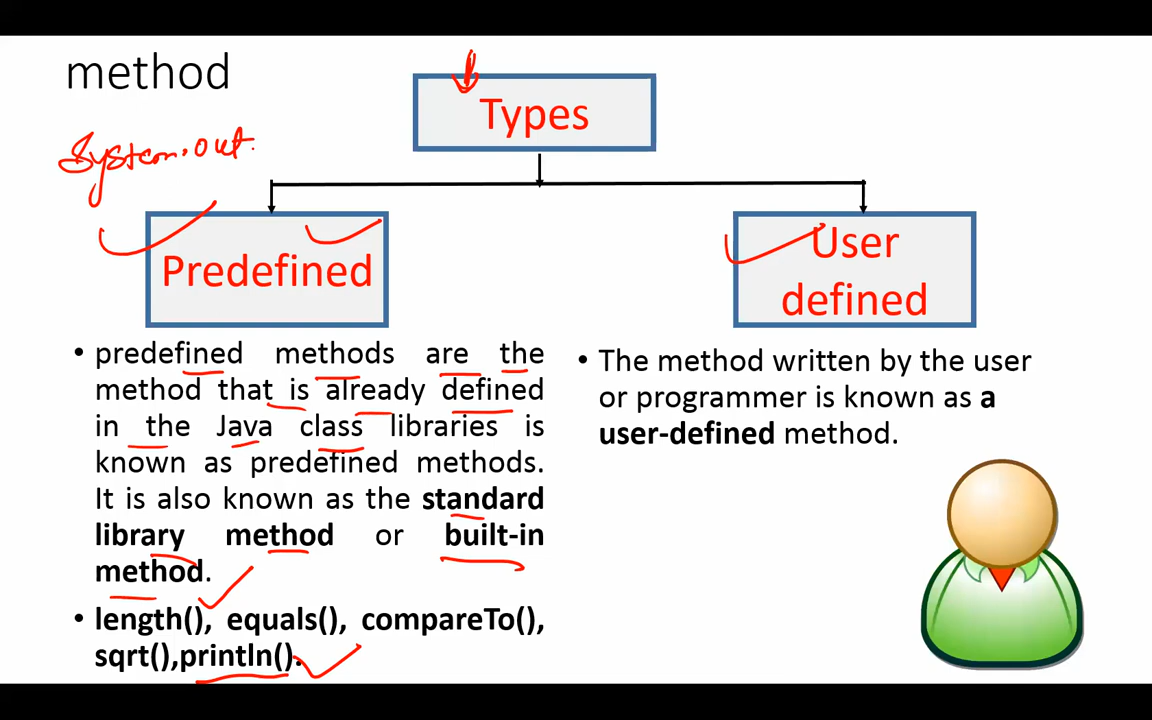 method
Types
System.out.
Predefined
User
defined
• predefined methods are the
method that is already defined
in the Java class libraries is
known as predefined methods.
It is also known as the standard
library method or built-in
method.
• length(), equals(), compareTo(),
sqrt(),println().
• The method written by the user
or programmer is known as a
user-defined method.